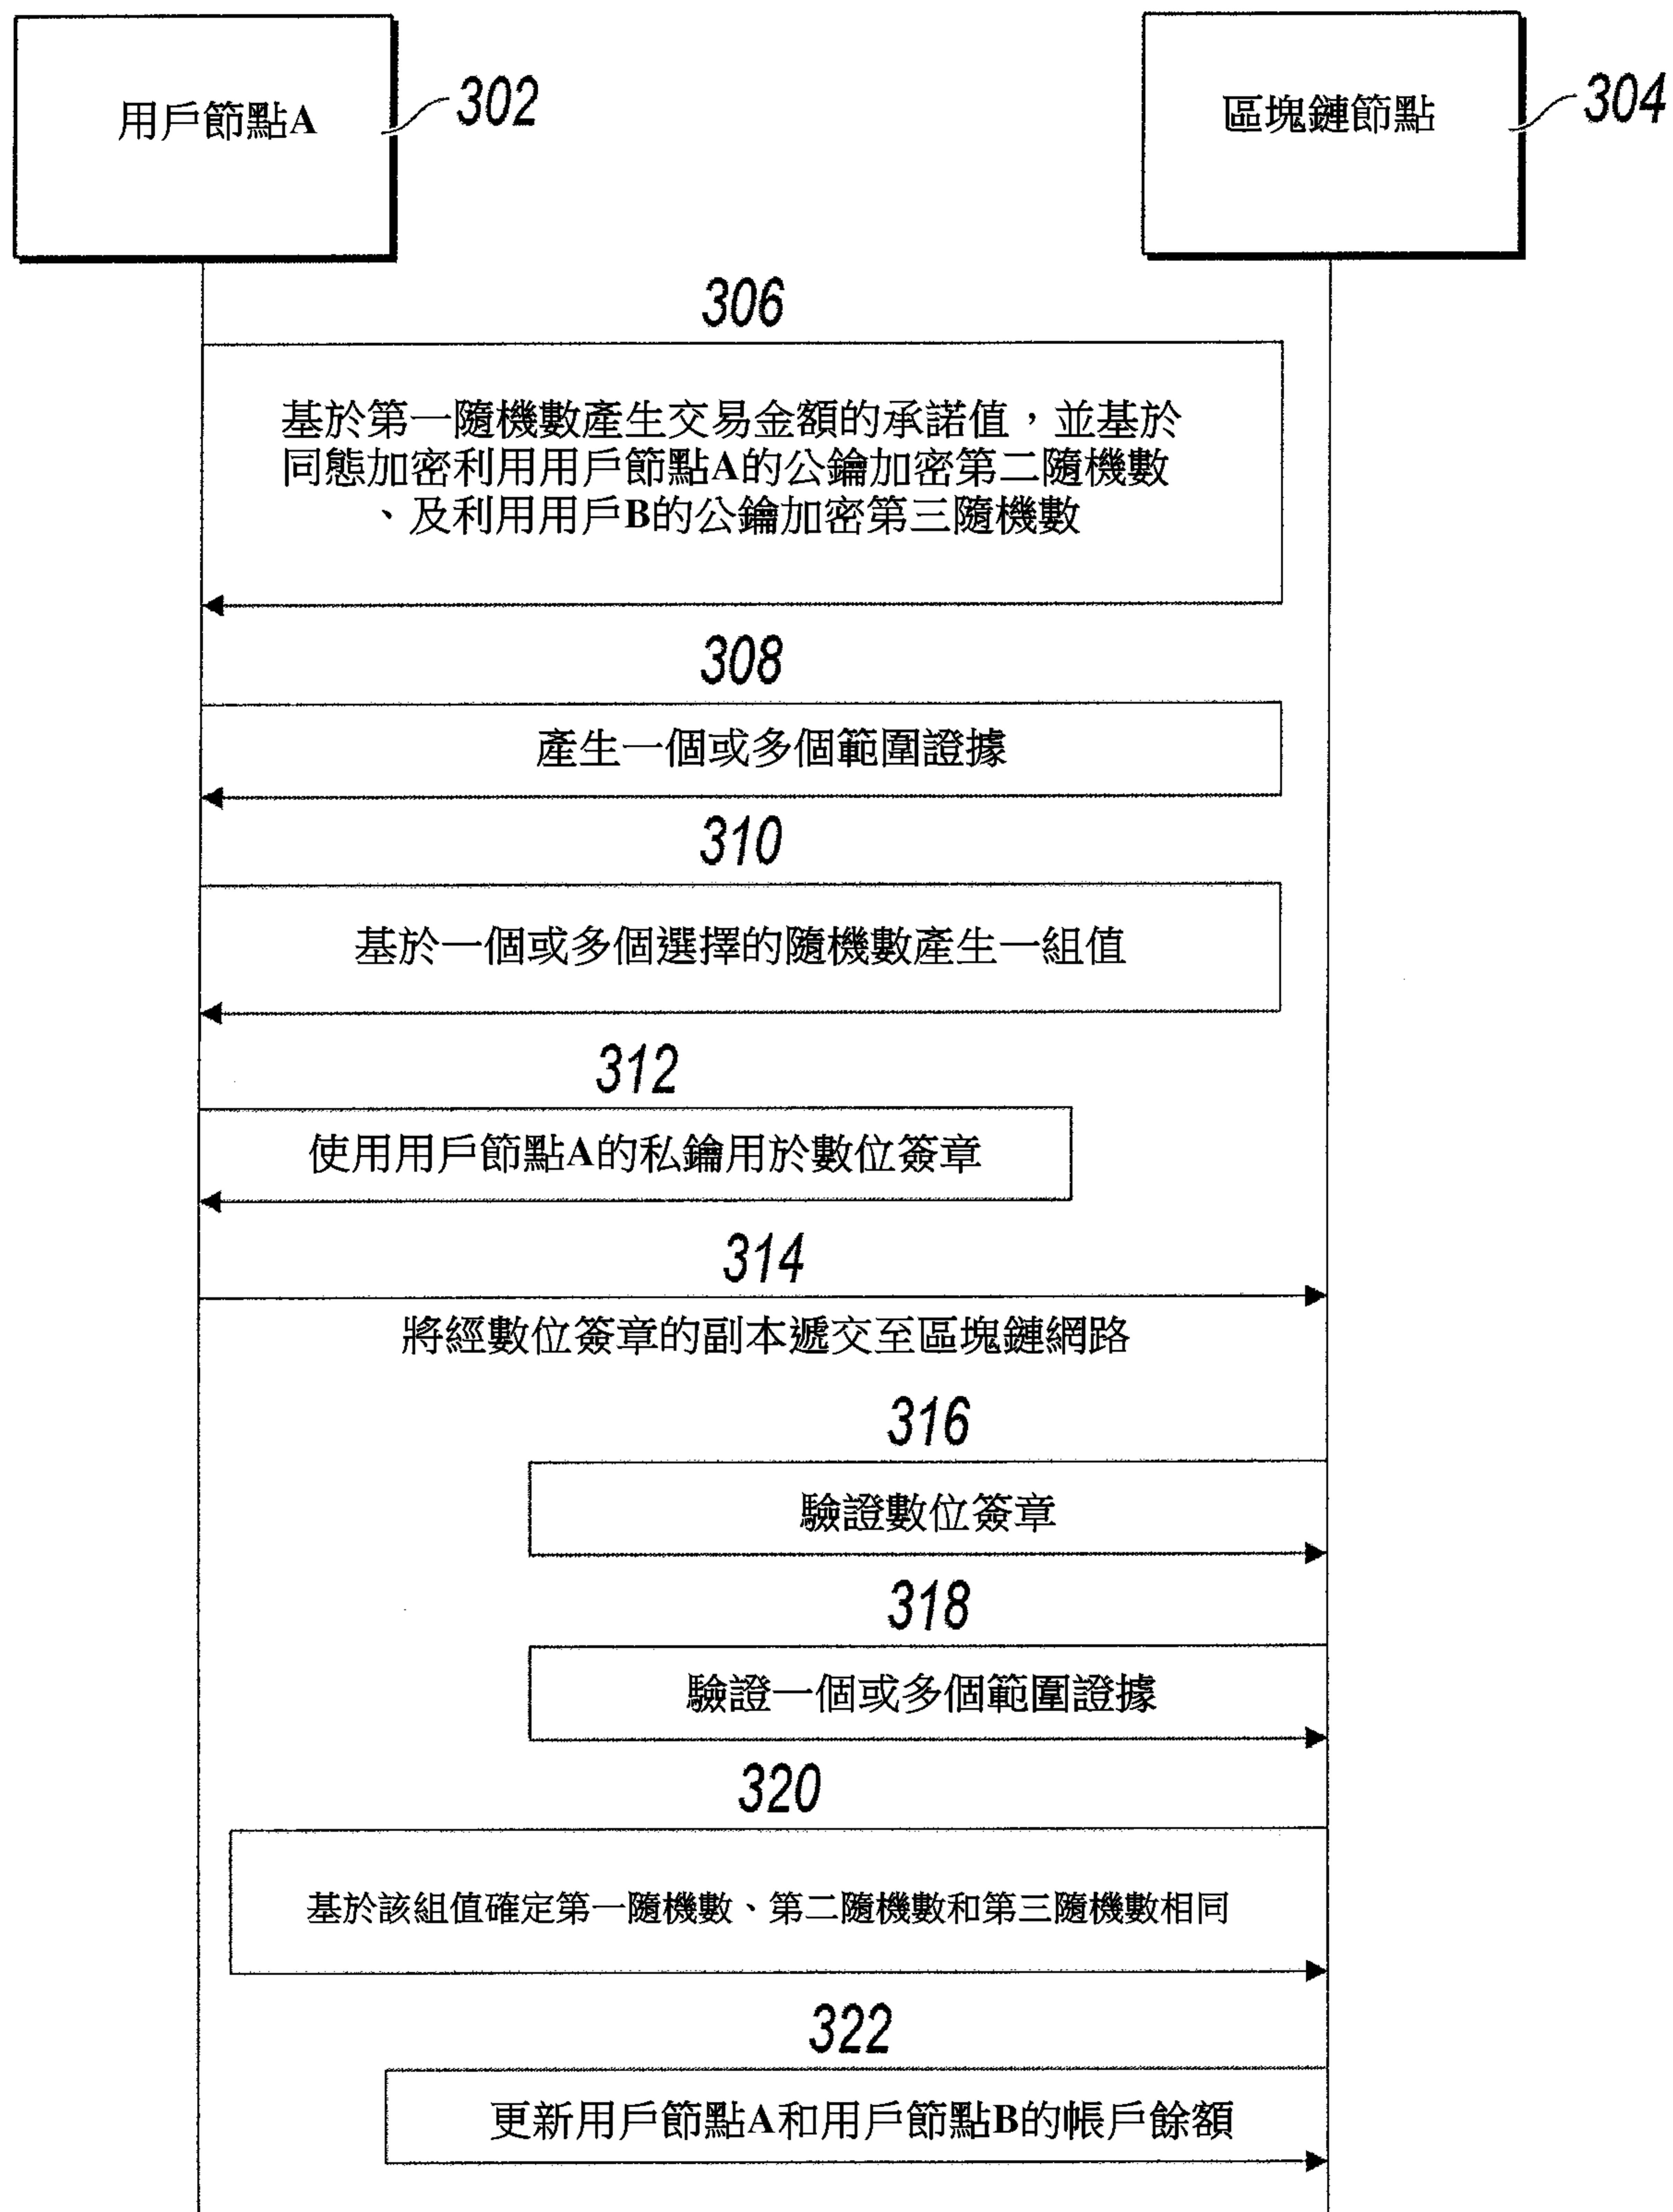 用戶節點A
302
區塊鏈節點
304
306
基於第一隨機數產生交易金額的承諾值，並基於
同態加密利用用戶節點A的公鑰加密第二隨機數
、及利用用戶B的公鑰加密第三隨機數
308
產生一個或多個範圍證據
310
基於一個或多個選擇的隨機數產生一組值
312
使用用戶節點A的私鑰用於數位簽章
314
將經數位簽章的副本遞交至區塊鏈網路
316
驗證數位簽章
318
驗證一個或多個範圍證據
320
基於該組值確定第一隨機數、第二隨機數和第三隨機數相同
322
更新用戶節點A和用戶節點B的帳戶餘額